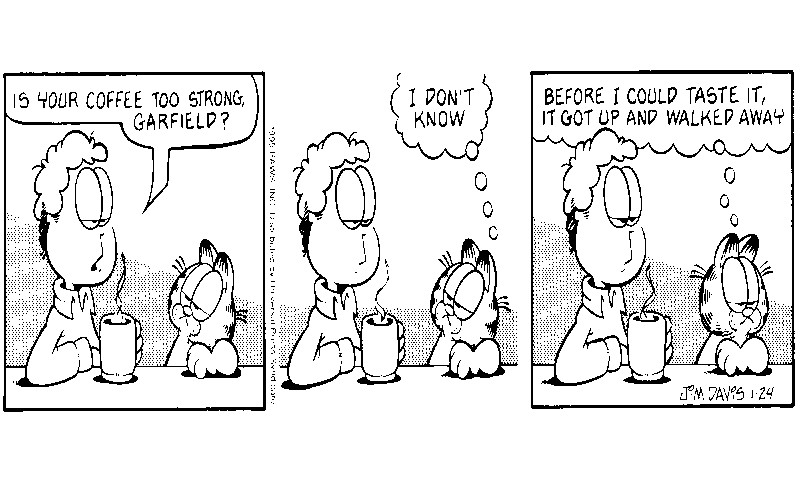 IS YOUR COFFEE TOO STRONG,
GARFIELD?
I DON'T
KNOW
BEFORE I COULD TASTE IT,
IT GOT UP AND WALKED AWAY
JIM DAVIS 1-24